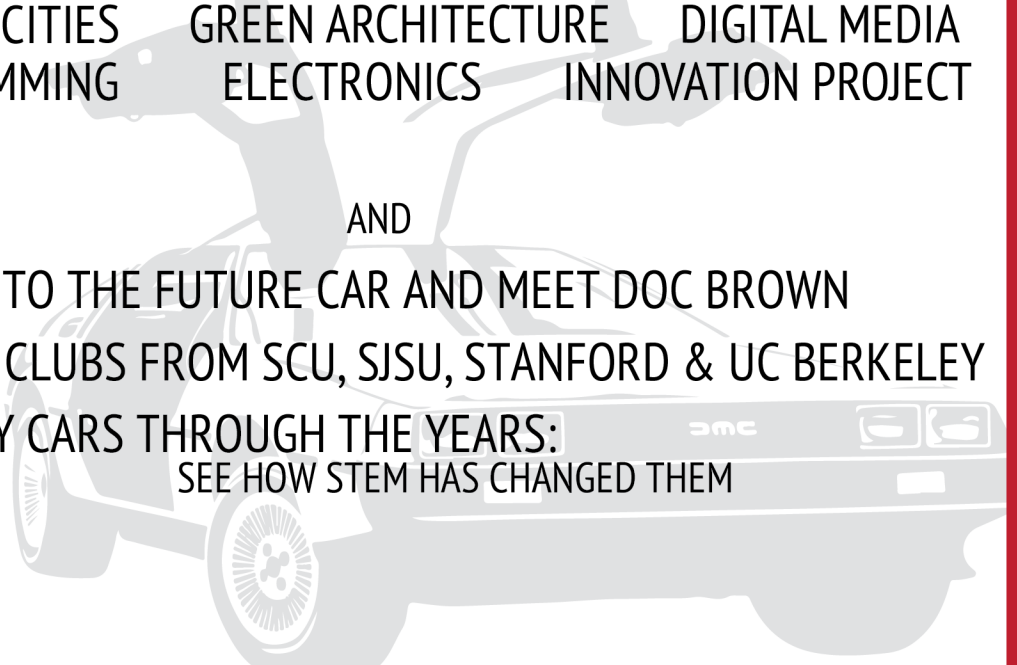 CITIES GREEN ARCHITECTURE DIGITAL MEDIA
MMING ELECTRONICS INNOVATION PROJECT
AND
TO THE FUTURE CAR AND MEET DOC BROWN
CLUBS FROM SCU, SJSU, STANFORD & UC BERKELEY
Y CARS THROUGH THE YEARS:
DMC
SEE HOW STEM HAS CHANGED THEM